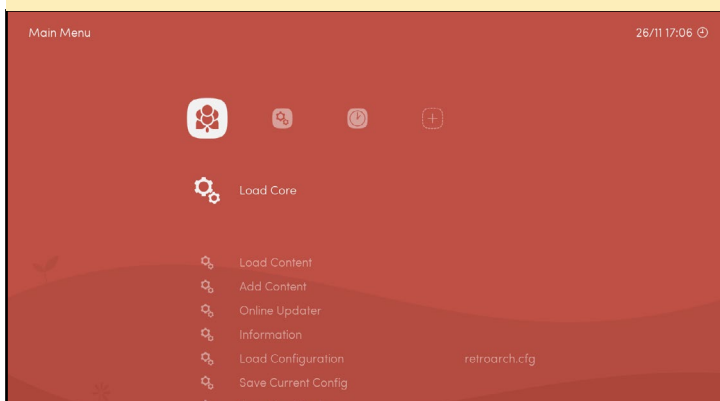 Main Menu
26/11 17:06
Load Core
Load Content
Add Content
Online Updater
Information
Load Configuration retroarch.cfg
Save Current Config